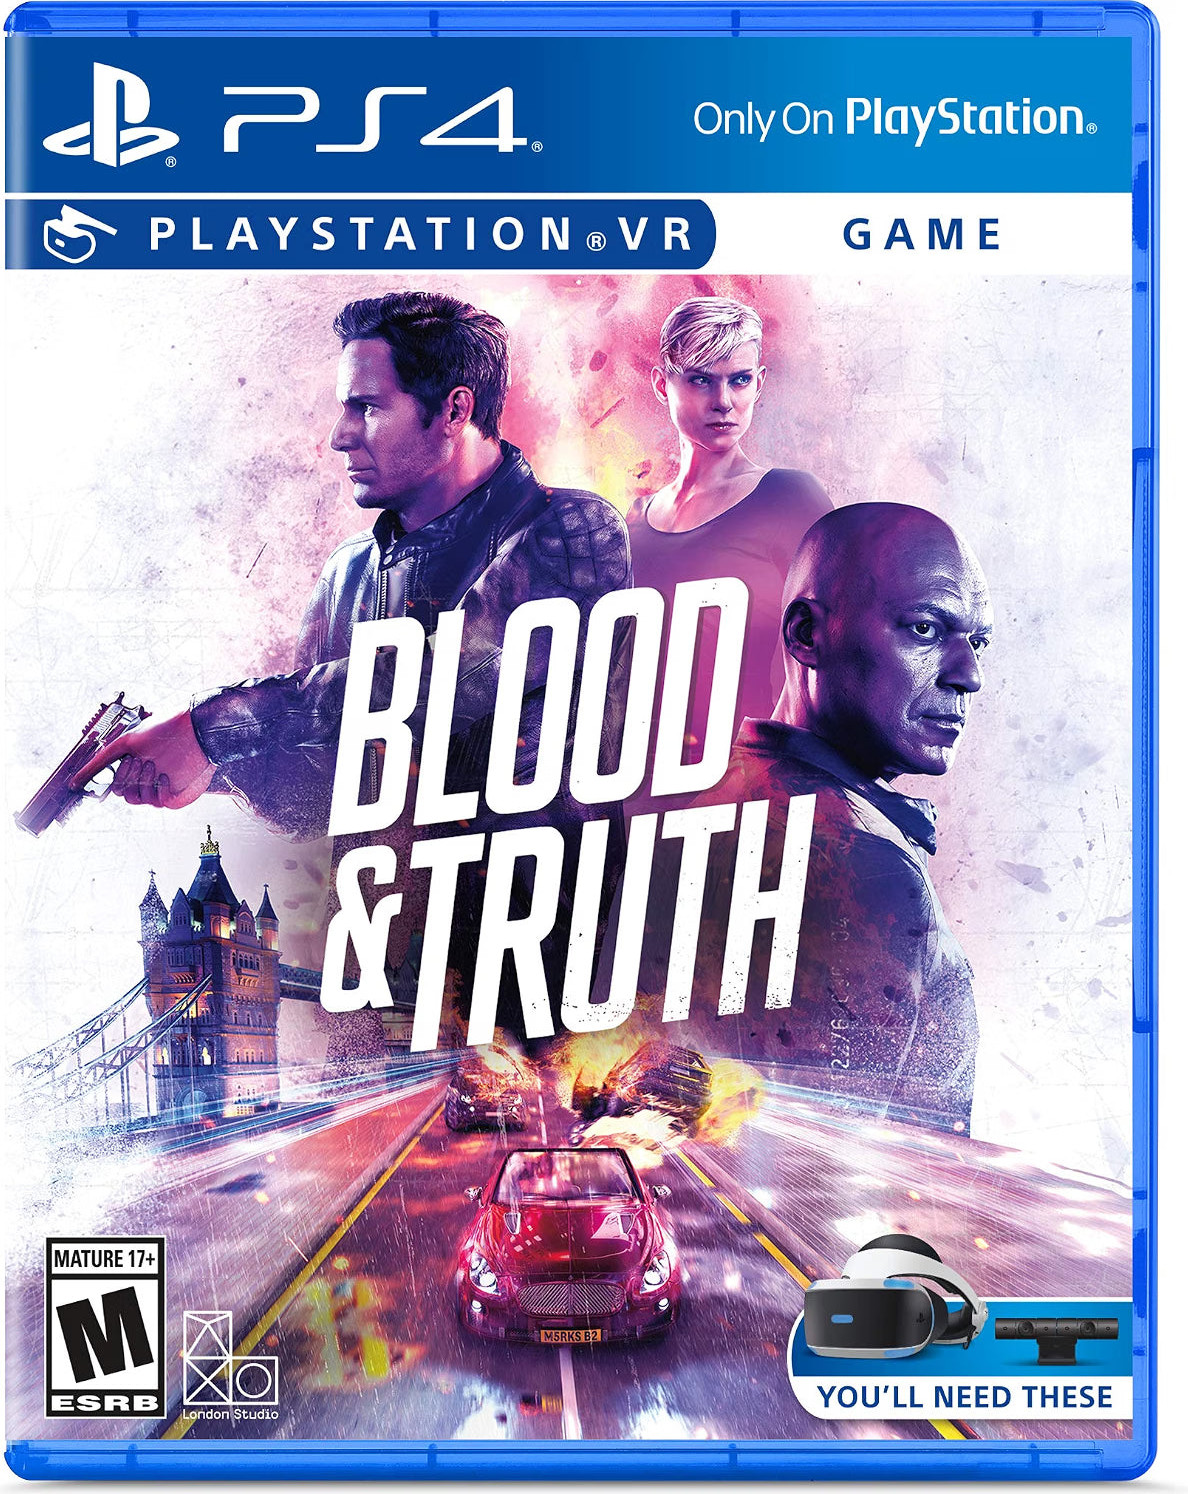 PS4®
Only On PlayStation®
PLAYSTATION®VR
GAME
BLOOD
& TRUTH
MATURE 17+
M
ESRB
London Studio
M5RKS B2
YOU'LL NEED THESE